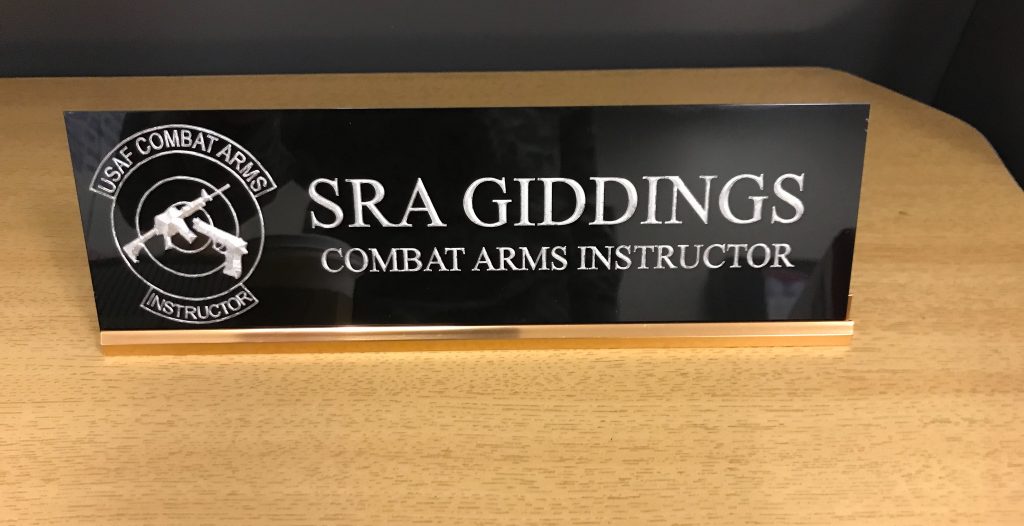 USAF COMBAT ARMS
INSTRUCTOR
SRA GIDDINGS
COMBAT ARMS INSTRUCTOR